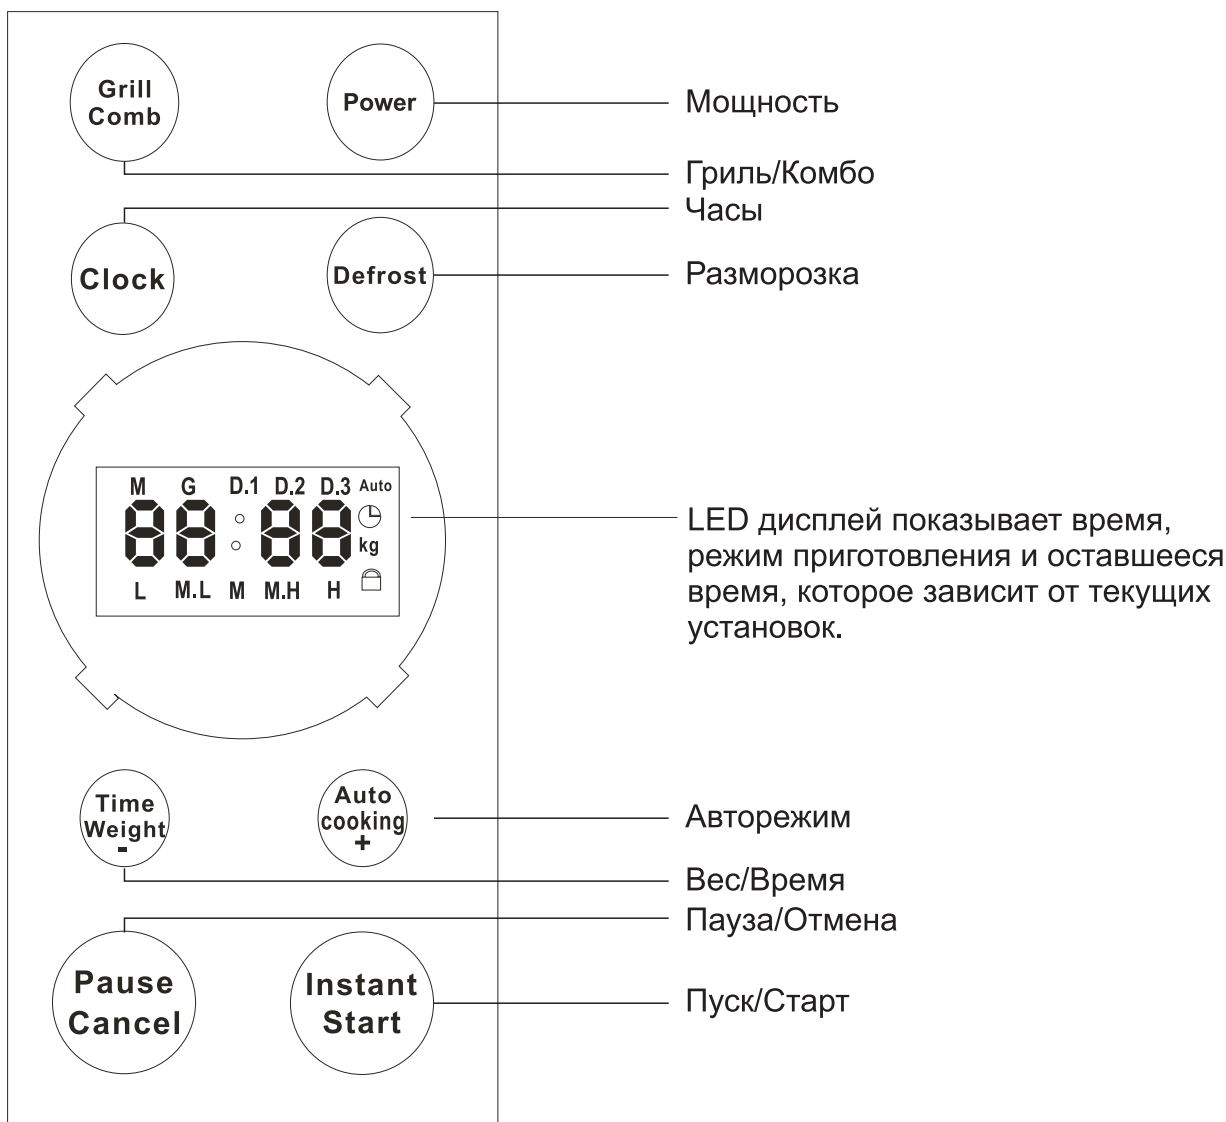 Grill
Comb
Power
Мощность
Гриль/Комбо
Часы
Clock
Defrost
Разморозка
M G D.1 D.2 D.3 Auto
88:88
kg
L M.L M M.H H
LED дисплей показывает время,
режим приготовления и оставшееся
время, которое зависит от текущих
установок.
Time
Weight
-
Auto
cooking
+
Авторежим
Вес/Время
Пауза/Отмена
Pause
Cancel
Instant
Start
Пуск/Старт